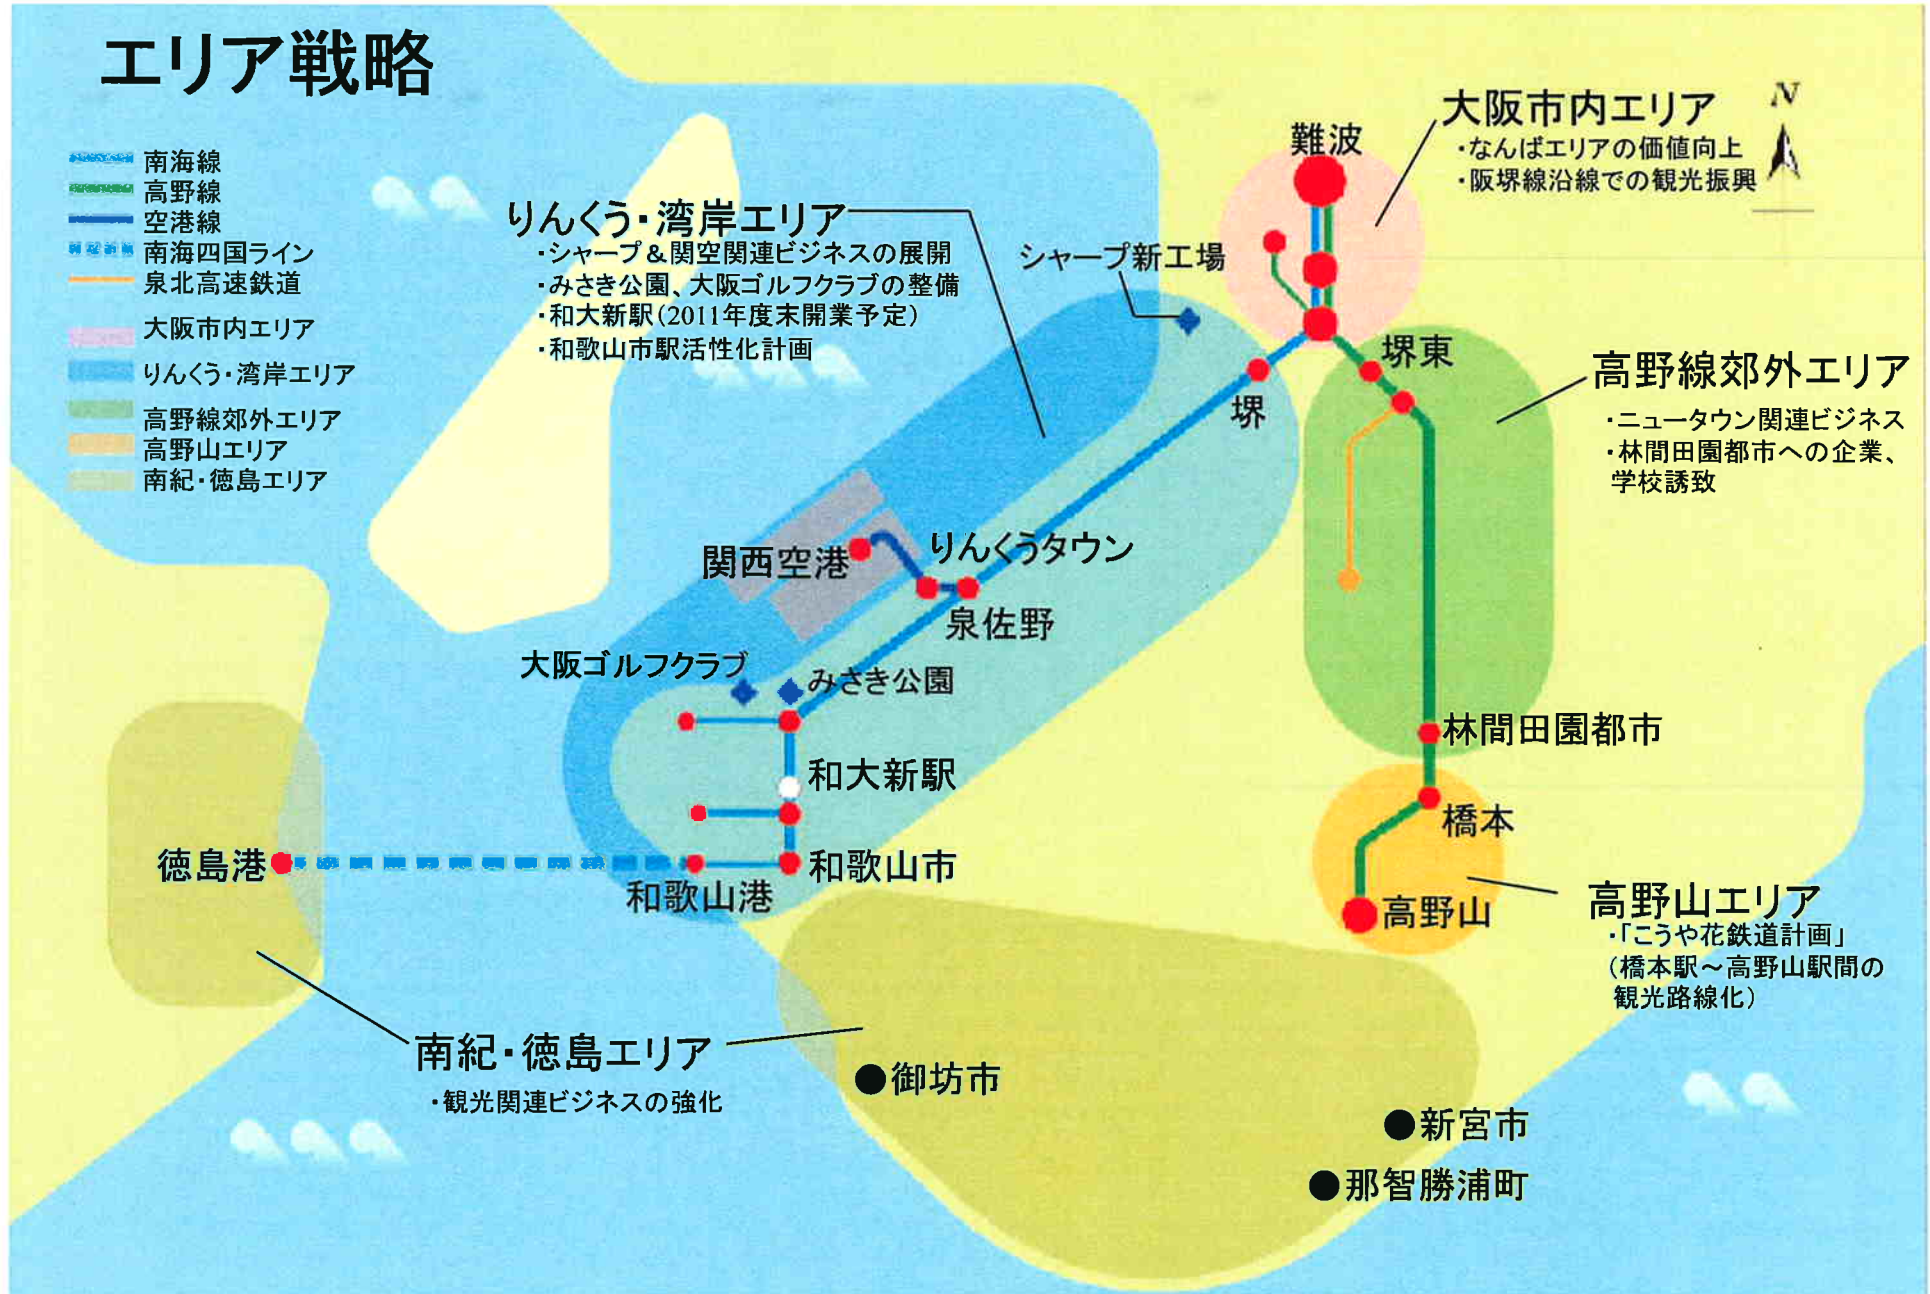 エリア戦略
南海線
高野線
空港線
南海四国ライン
泉北高速鉄道
大阪市内エリア
りんくう・湾岸エリア
高野線郊外エリア
高野山エリア
南紀・徳島エリア
りんくう・湾岸エリア
・シャープ＆関空関連ビジネスの展開
・みさき公園、大阪ゴルフクラブの整備
・和大新駅（2011年度末開業予定）
・和歌山市駅活性化計画
シャープ新工場
難波
大阪市内エリア
・なんばエリアの価値向上
・阪堺線沿線での観光振興
N
堺東
堺
高野線郊外エリア
・ニュータウン関連ビジネス
・林間田園都市への企業、
学校誘致
関西空港
りんくうタウン
泉佐野
大阪ゴルフクラブ
みさき公園
和大新駅
林間田園都市
橋本
徳島港
和歌山港
和歌山市
高野山
高野山エリア
・「こうや花鉄道計画」
（橋本駅～高野山駅間の
観光路線化）
南紀・徳島エリア
・観光関連ビジネスの強化
御坊市
新宮市
那智勝浦町